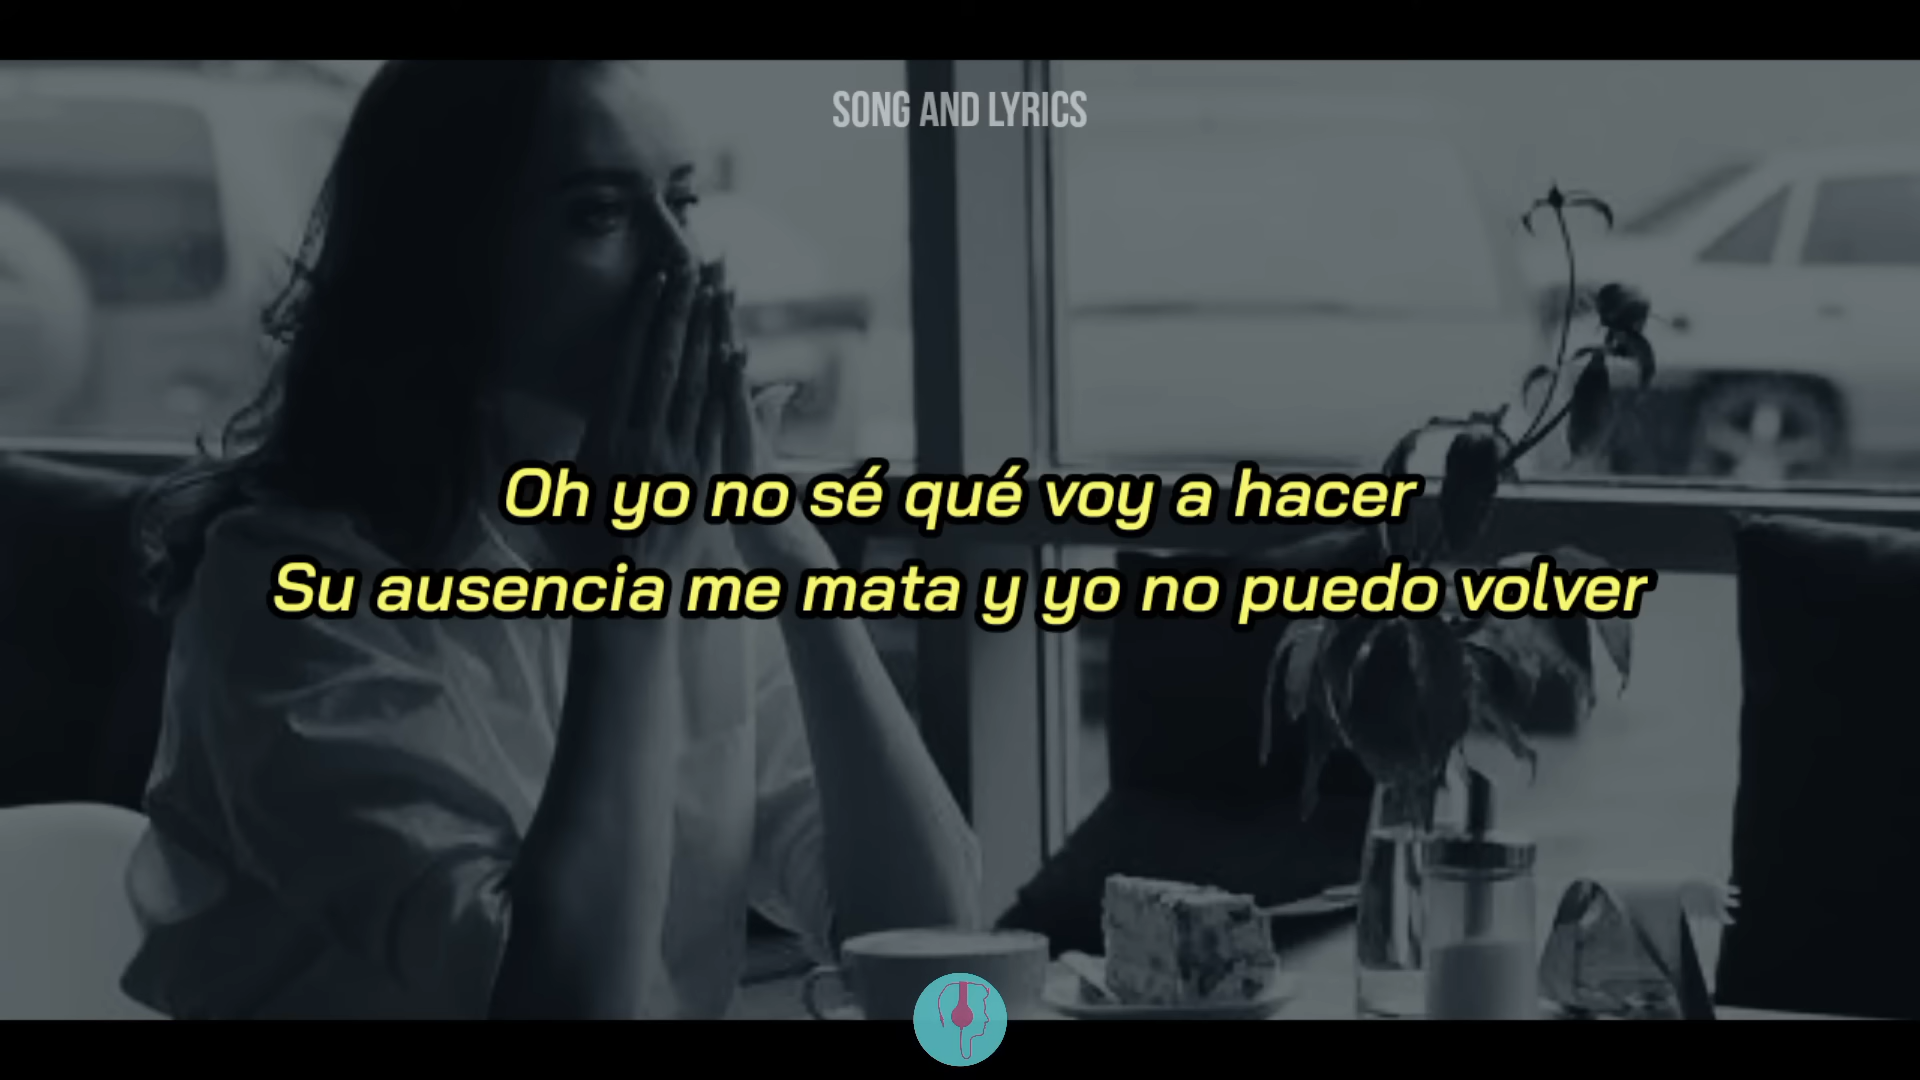 SONG AND LYRICS
Oh yo no sé qué voy a hacer
Su ausencia me mata y yo no puedo volver